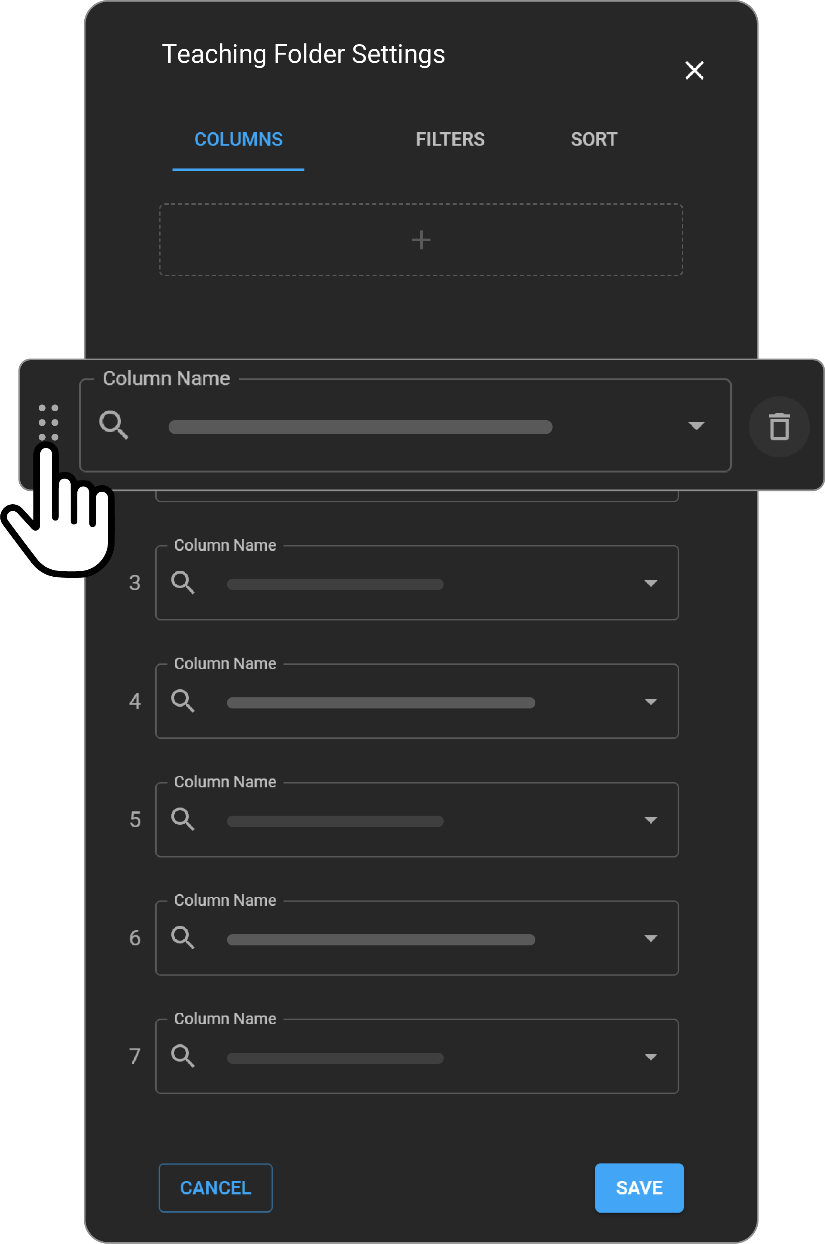 Teaching Folder Settings
COLUMNS FILTERS SORT
Column Name
Column Name
3
Column Name
4
Column Name
5
Column Name
6
Column Name
7
CANCEL SAVE